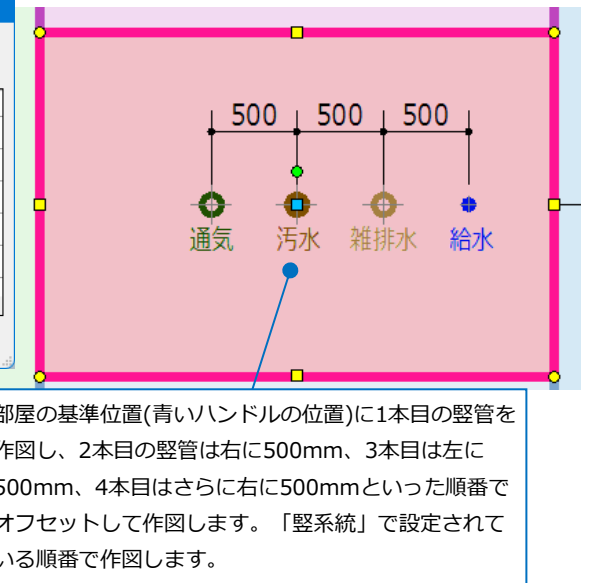 500 500 500
通気 汚水 雑排水 給水
部屋の基準位置(青いハンドルの位置)に1本目の竪管を
作図し、2本目の竪管は右に500mm、3本目は左に
500mm、4本目はさらに右に500mmといった順番で
オフセットして作図します。「竪系統」で設定されて
いる順番で作図します。